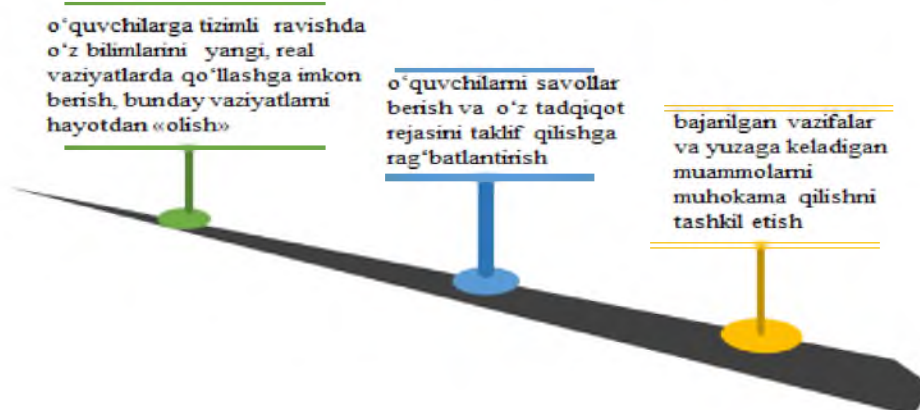 o‘quvchilarga tizimli ravishda
o‘z bilimlarini yangi, real
vaziyatlarda qo‘llashga imkon
berish, bunday vaziyatlarni
hayotdan «olish»
o‘quvchilarni savollar
berish va o‘z tadqiqot
rejasini taklif qilishga
rag‘batlantirish
bajarilgan vazifalar
va yuzaga keladigan
muammolarni
muhokama qilishni
tashkil etish